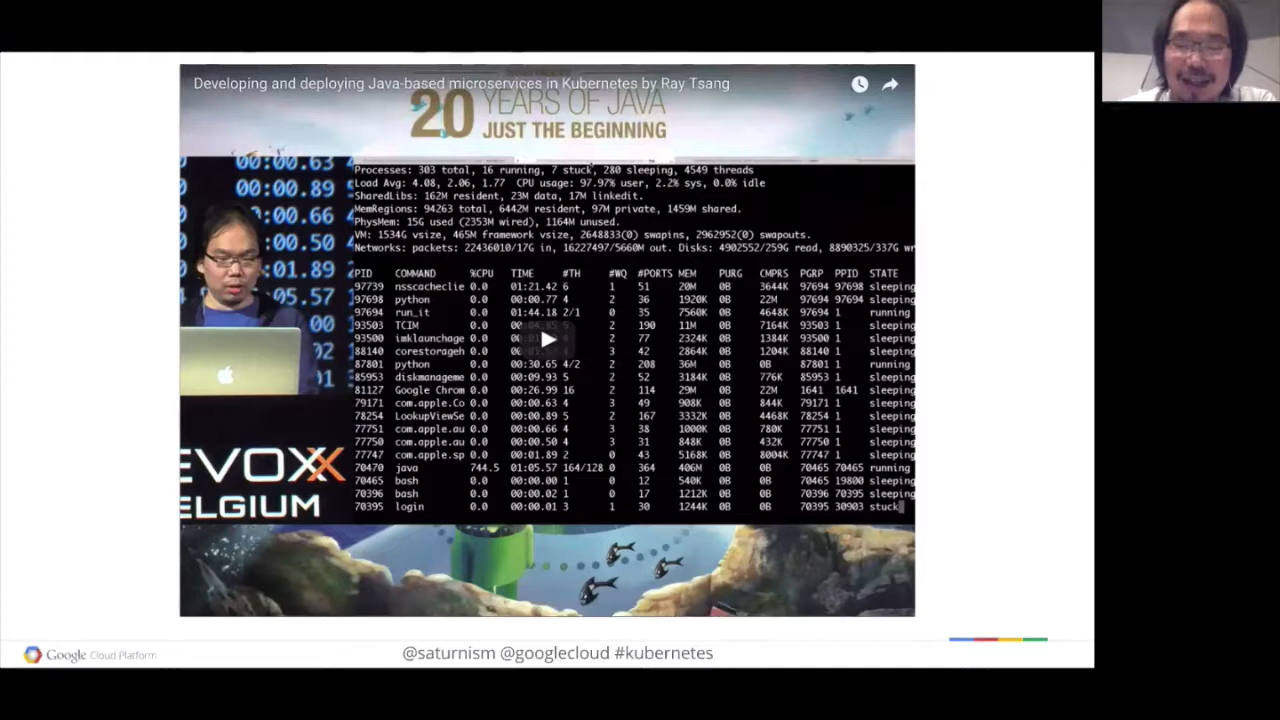 Developing and deploying Java-based microservices in Kubernetes by Ray Tsang
20 YEARS OF JAVA
JUST THE BEGINNING
00:00.63
00:00.89
00:00.66
00:00.50
00:01.89
05.57
EVOXX
ELGIUM
Processes: 303 total, 16 running, 7 stuck, 280 sleeping, 4549 threads
Load Avg: 4.08, 2.06, 1.77 CPU usage: 97.97% user, 2.2% sys, 0.0% idle
SharedLibs: 162M resident, 23M data, 17M linkedit.
MemRegions: 94263 total, 6442M resident, 97M private, 1459M shared.
PhysMem: 15G used (2353M wired), 1164M unused.
VM: 1534G vsize, 465M framework vsize, 2648833(0) swapins, 2962952(0) swapouts.
Networks: packets: 22436010/17G in, 16227497/5660M out. Disks: 4902552/259G read, 8890325/337G wr
PID COMMAND %CPU TIME #TH #WQ #PORTS MEM PURG CMPRS PGRP PPID STATE
97739 nsscacheclie 0.0 01:21.42 6 1 51 20M 0B 3644K 97694 97698 sleeping
97698 python 0.0 00:00.77 4 2 36 1920K 0B 22M 97694 97694 sleeping
97694 run_it 0.0 01:44.18 2/1 0 35 7560K 0B 4648K 97694 1 running
93503 TCIM 0.0 2 190 11M 0B 7164K 93503 1 sleeping
93500 imklaunchage 0.0 2 77 2324K 0B 1384K 93500 1 sleeping
88140 corestorageh 0.0 3 42 2864K 0B 1204K 88140 1 sleeping
87801 python 0.0 00:30.65 4/2 2 208 36M 0B 0B 87801 1 running
85953 diskmanageme 0.0 00:09.93 5 2 52 3184K 0B 776K 85953 1 sleeping
81127 Google Chrom 0.0 00:26.99 16 2 114 29M 0B 22M 1641 1641 sleeping
79171 com.apple.Co 0.0 00:00.63 4 3 49 908K 0B 844K 79171 1 sleeping
78254 LookupViewSe 0.0 00:00.89 5 2 167 3332K 0B 4468K 78254 1 sleeping
77751 com.apple.au 0.0 00:00.66 4 3 38 1000K 0B 780K 77751 1 sleeping
77750 com.apple.au 0.0 00:00.50 4 3 31 848K 0B 432K 77750 1 sleeping
77747 com.apple.sp 0.0 00:01.89 2 0 43 5168K 0B 8004K 77747 1 sleeping
70470 java 744.5 01:05.57 164/128 0 364 406M 0B 0B 70465 70465 running
70465 bash 0.0 00:00.00 1 0 12 540K 0B 0B 70465 19800 sleeping
70396 bash 0.0 00:00.02 1 0 17 1212K 0B 0B 70396 70395 sleeping
70395 login 0.0 00:00.01 3 1 30 1244K 0B 0B 70395 30903 stuck
Google Cloud Platform
@saturnism @googlecloud #kubernetes